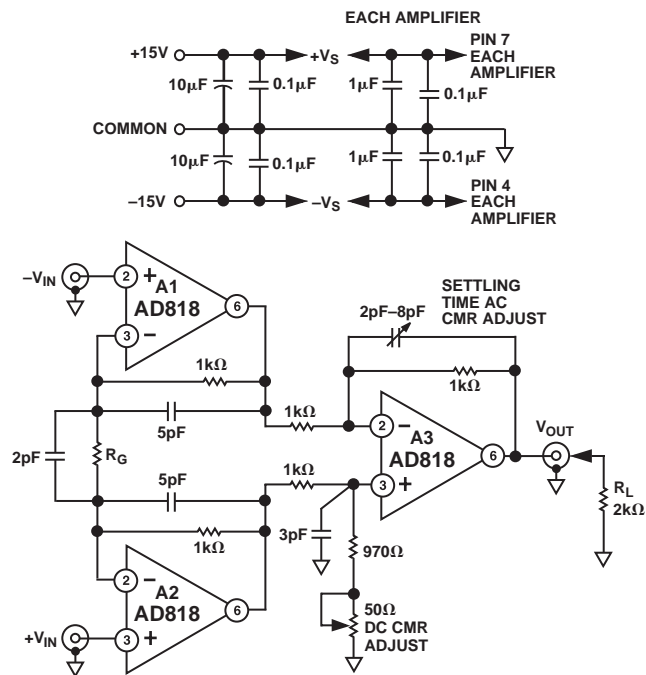 EACH AMPLIFIER
+15V
+VS
PIN 7
EACH
AMPLIFIER
10µF
0.1µF
1µF
0.1µF
COMMON
10µF
0.1µF
1µF
0.1µF
–15V
–VS
PIN 4
EACH
AMPLIFIER
–VIN
2
+
A1
AD818
6
3
–
1kΩ
5pF
2pF
RG
5pF
1kΩ
2
–
A2
AD818
6
+VIN
3
+
SETTLING
TIME AC
CMR ADJUST
2pF–8pF
1kΩ
1kΩ
2
–
A3
AD818
6
VOUT
1kΩ
3
+
3pF
970Ω
50Ω
DC CMR
ADJUST
RL
2kΩ